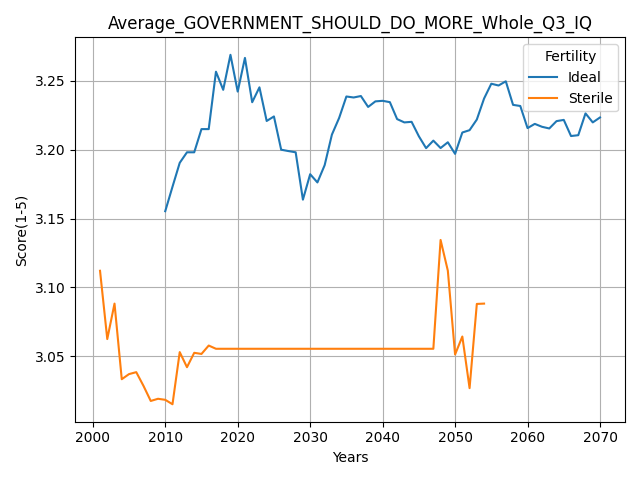 Average_GOVERNMENT_SHOULD_DO_MORE_Whole_Q3_IQ
Fertility
Ideal
Sterile
3.25
3.20
3.15
3.10
3.05
Score(1-5)
2000 2010 2020 2030 2040 2050 2060 2070
Years